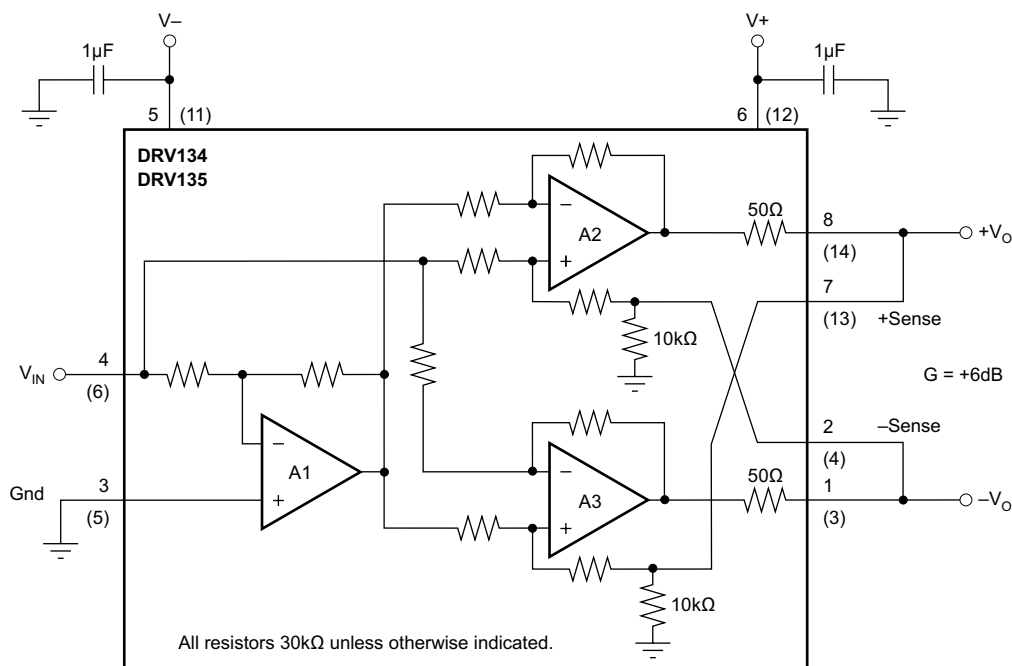 V–
V+
1µF
1µF
5
(11)
6
(12)
DRV134
DRV135
A2
–
+
50Ω
8
(14)
+VO
7
(13)
+Sense
10kΩ
VIN
4
(6)
G = +6dB
–
+
A1
Gnd
3
(5)
2
(4)
–Sense
A3
–
+
50Ω
1
(3)
–VO
10kΩ
All resistors 30kΩ unless otherwise indicated.